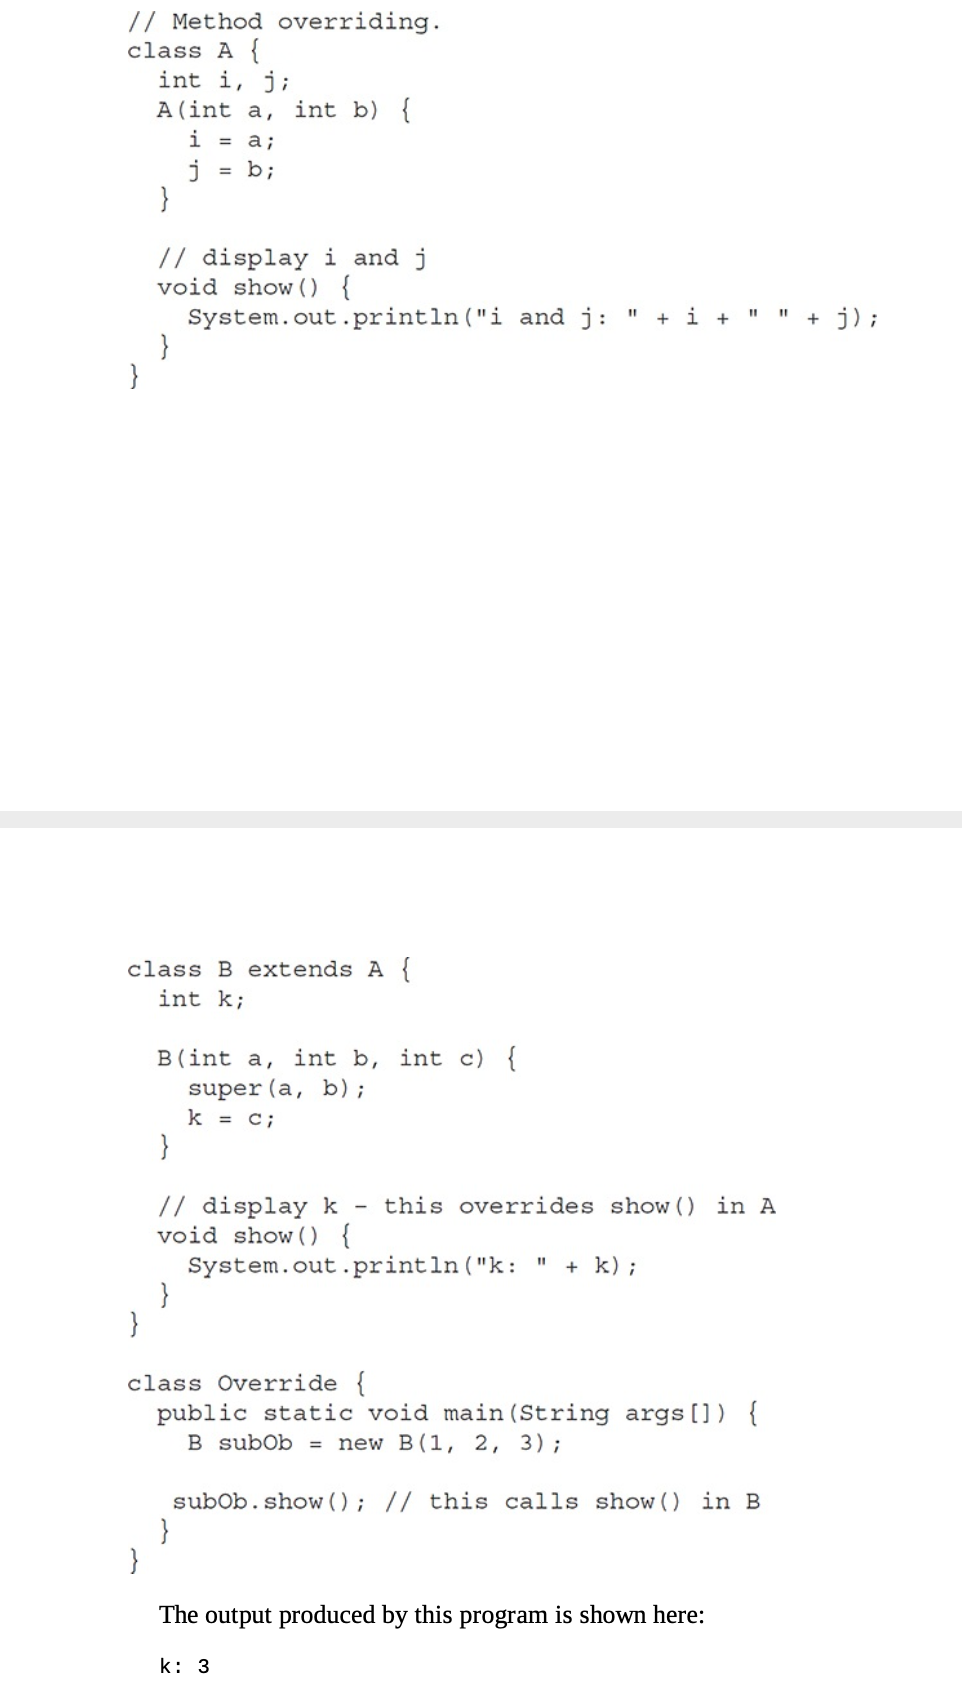 // Method overriding.
class A {
  int i, j;
  A(int a, int b) {
    i = a;
    j = b;
  }

  // display i and j
  void show() {
    System.out.println("i and j: " + i + " " + j);
  }
}

class B extends A {
  int k;

  B(int a, int b, int c) {
    super(a, b);
    k = c;
  }

  // display k - this overrides show() in A
  void show() {
    System.out.println("k: " + k);
  }
}

class Override {
  public static void main(String args[]) {
    B subOb = new B(1, 2, 3);

   subOb.show(); // this calls show() in B
  }
}
The output produced by this program is shown here:
k: 3